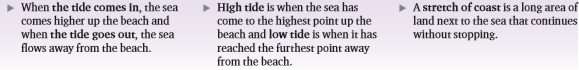 When the tide comes in, the sea
comes higher up the beach and
when the tide goes out, the sea
flows away from the beach.
High tide is when the sea has
come to the highest point up the
beach and low tide is when it has
reached the furthest point away
from the beach.
A stretch of coast is a long area of
land next to the sea that continues
without stopping.